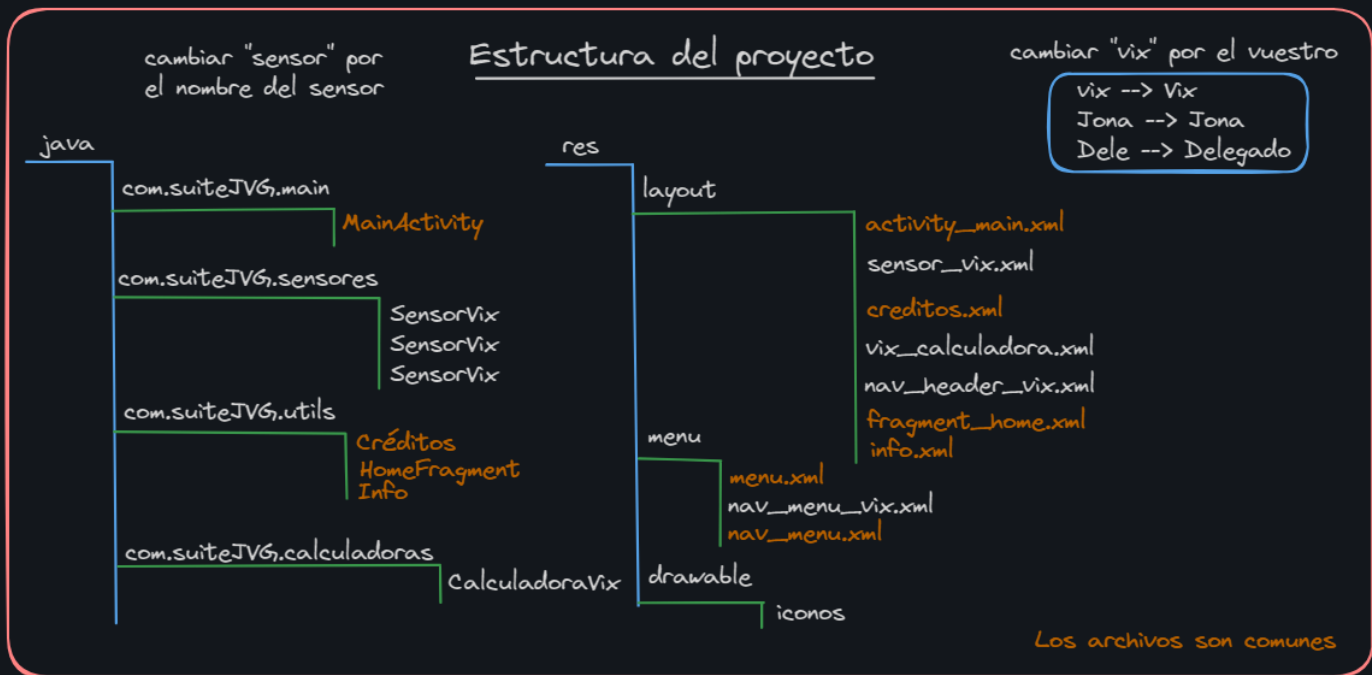 cambiar "sensor" por
el nombre del sensor
Estructura del proyecto
cambiar "vix" por el vuestro
vix --> Vix
Jona --> Jona
Dele --> Delegado
java
com.suiteJVG.main
MainActivity
com.suiteJVG.sensores
SensorVix
SensorVix
SensorVix
com.suiteJVG.utils
Créditos
HomeFragment
Info
com.suiteJVG.calculadoras
CalculadoraVix
res
layout
activity_main.xml
sensor_vix.xml
creditos.xml
vix_calculadora.xml
nav_header_vix.xml
fragment_home.xml
info.xml
menu
menu.xml
nav_menu_vix.xml
nav_menu.xml
drawable
iconos
Los archivos son comunes